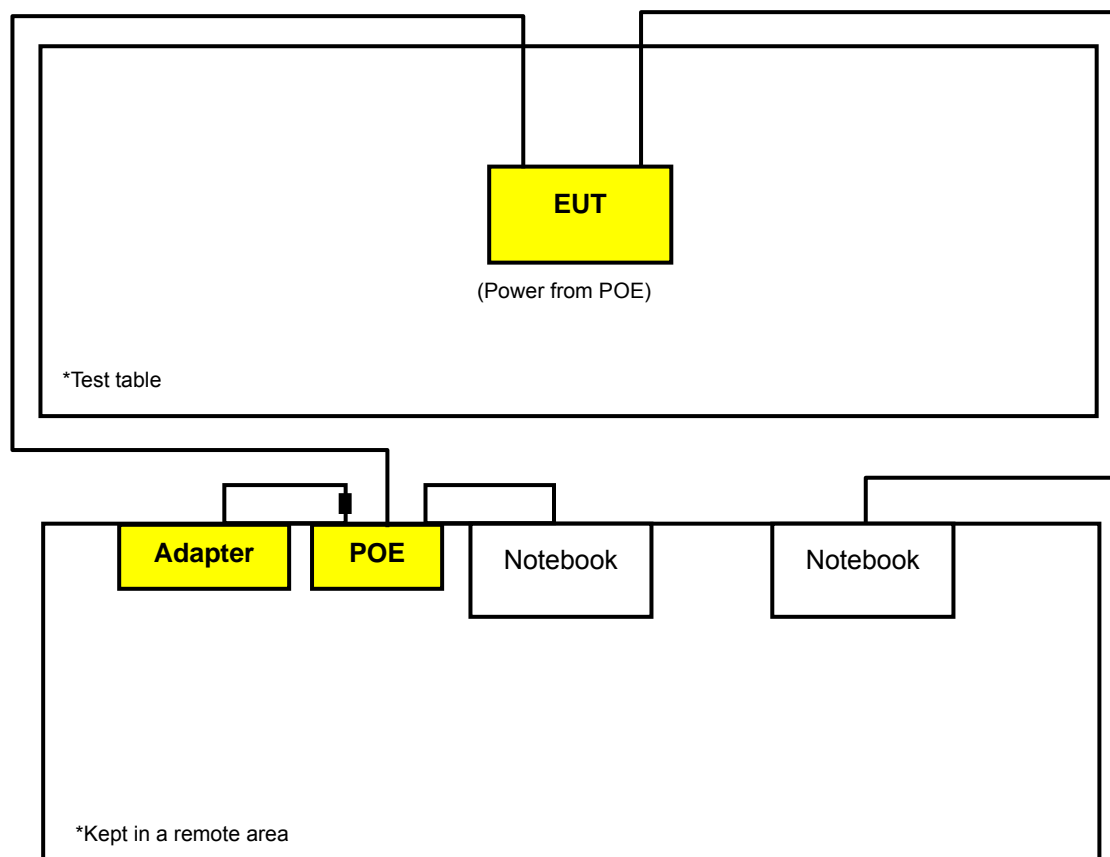 EUT
(Power from POE)
*Test table
Adapter
POE
Notebook
Notebook
*Kept in a remote area